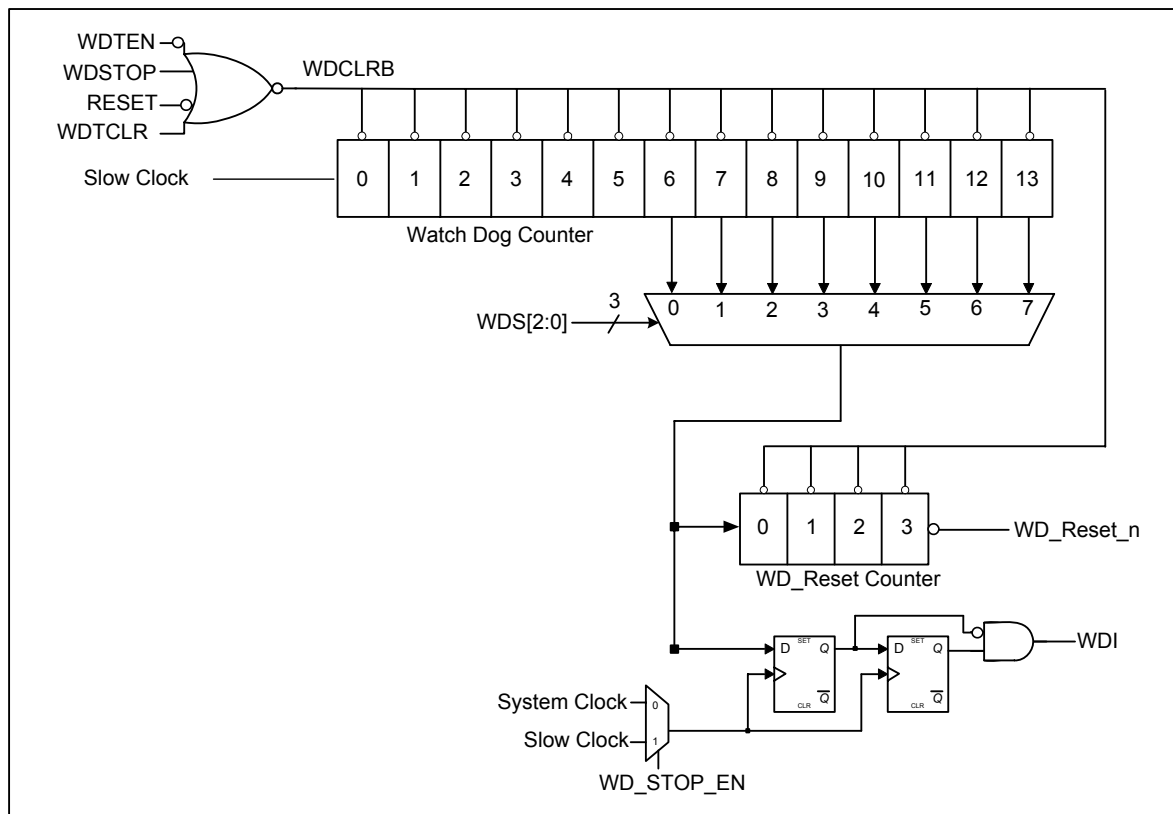 WDTEN
WDSTOP
RESET
WDTCLR
WDCLRB
Slow Clock
0 1 2 3 4 5 6 7 8 9 10 11 12 13
Watch Dog Counter
WDS[2:0]
3
0 1 2 3 4 5 6 7
0 1 2 3
WD_Reset_n
WD_Reset Counter
D SET Q
Q
CLR
D SET Q
Q
CLR
WDI
System Clock
0
Slow Clock
1
WD_STOP_EN